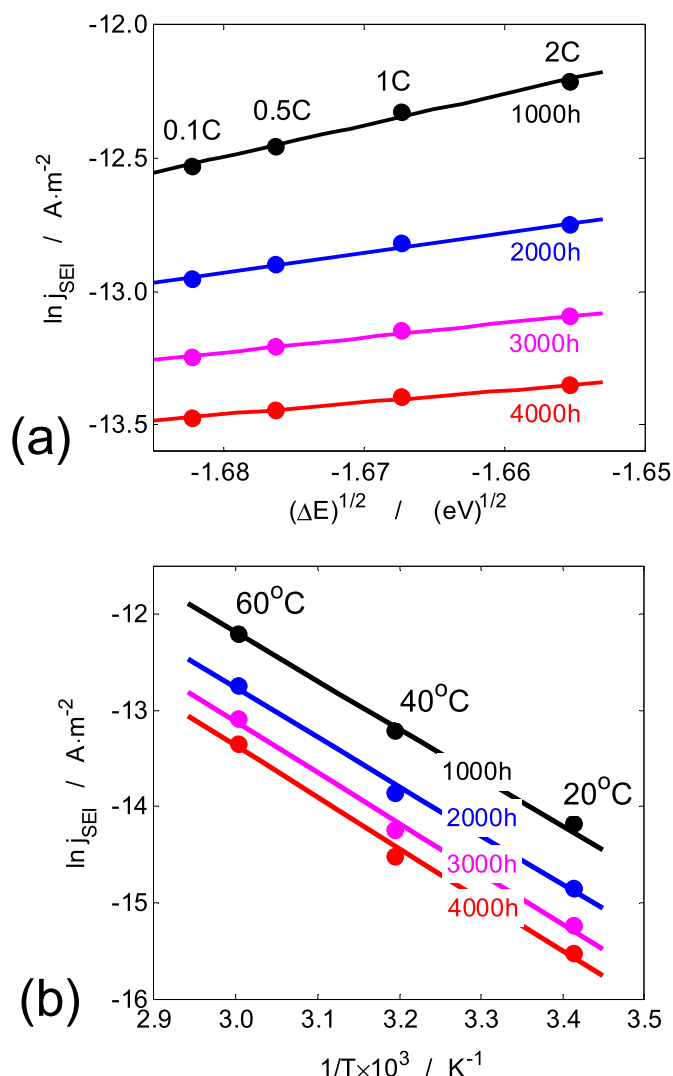 -12.0
2C
1C
0.5C
0.1C
1000h
-12.5
2000h
-13.0
3000h
4000h
-13.5
ln j_SEI / A·m⁻²
(a)
-1.68 -1.67 -1.66 -1.65
(ΔE)^1/2 / (eV)^1/2
60°C
-12
40°C
-13
1000h
20°C
-14
2000h
3000h
-15
4000h
-16
ln j_SEI / A·m⁻²
(b)
2.9 3.0 3.1 3.2 3.3 3.4 3.5
1/T×10³ / K⁻¹